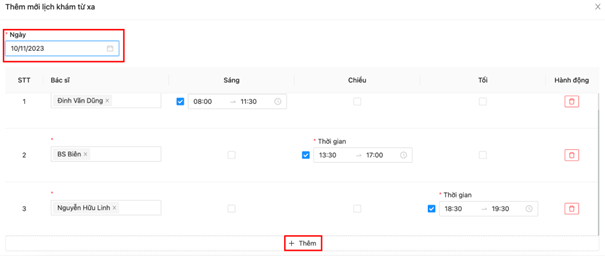 Thêm mới lịch khám từ xa
* Ngày
10/11/2023
STT Bác sĩ Sáng Chiều Tối Hành động
1 Đinh Văn Dũng × 08:00 → 11:30
* * Thời gian
2 BS Biên × 13:30 → 17:00
* * Thời gian
3 Nguyễn Hữu Linh × 18:30 → 19:30
+ Thêm